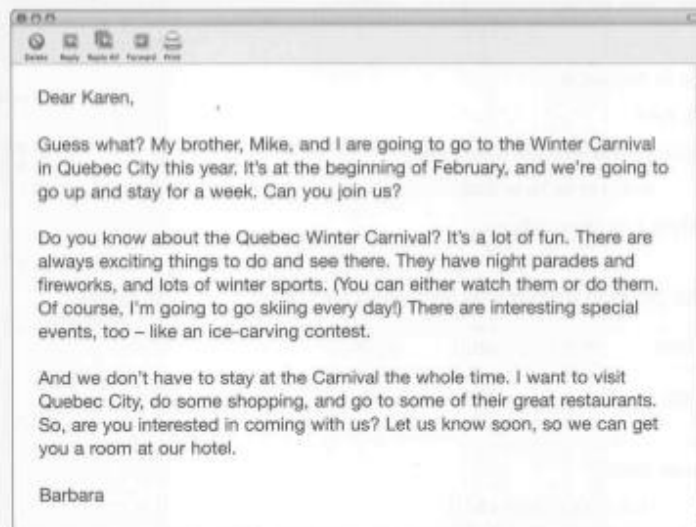 Delete Reply Reply All Forward Print
Dear Karen,
Guess what? My brother, Mike, and I are going to go to the Winter Carnival
in Quebec City this year. It's at the beginning of February, and we're going to
go up and stay for a week. Can you join us?
Do you know about the Quebec Winter Carnival? It's a lot of fun. There are
always exciting things to do and see there. They have night parades and
fireworks, and lots of winter sports. (You can either watch them or do them.
Of course, I'm going to go skiing every day!) There are interesting special
events, too – like an ice-carving contest.
And we don't have to stay at the Carnival the whole time. I want to visit
Quebec City, do some shopping, and go to some of their great restaurants.
So, are you interested in coming with us? Let us know soon, so we can get
you a room at our hotel.
Barbara